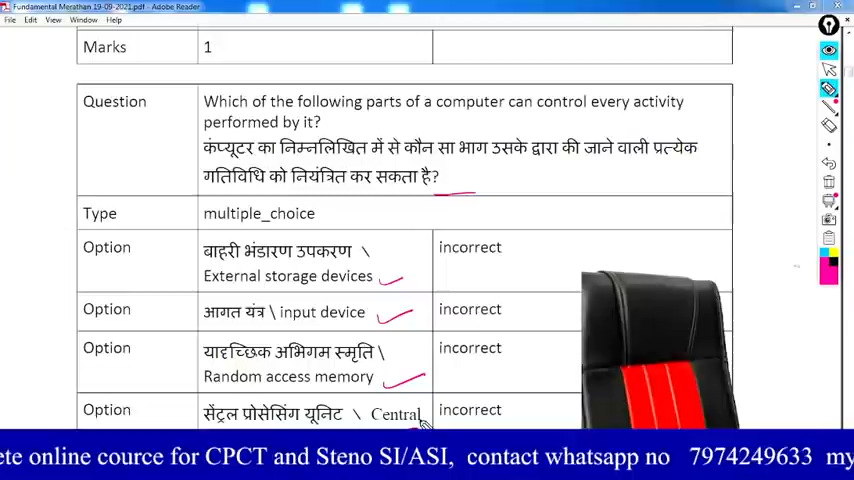 Fundamental Merathan 19-09-2021.pdf - Adobe Reader
File Edit View Window Help
Marks 1
Question Which of the following parts of a computer can control every activity
performed by it?
कंप्यूटर का निम्नलिखित में से कौन सा भाग उसके द्वारा की जाने वाली प्रत्येक
गतिविधि को नियंत्रित कर सकता है?
Type multiple_choice
Option बाहरी भंडारण उपकरण \ incorrect
External storage devices
Option आगत यंत्र \ input device incorrect
Option यादृच्छिक अभिगम स्मृति \ incorrect
Random access memory
Option सेंट्रल प्रोसेसिंग यूनिट \ Central incorrect
ete online cource for CPCT and Steno SI/ASI, contact whatsapp no 7974249633 my